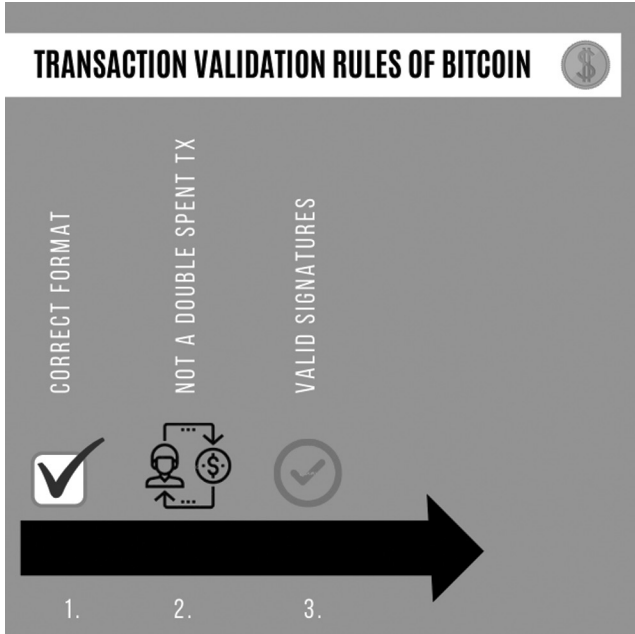 TRANSACTION VALIDATION RULES OF BITCOIN
CORRECT FORMAT
NOT A DOUBLE SPENT TX
VALID SIGNATURES
1.
2.
3.